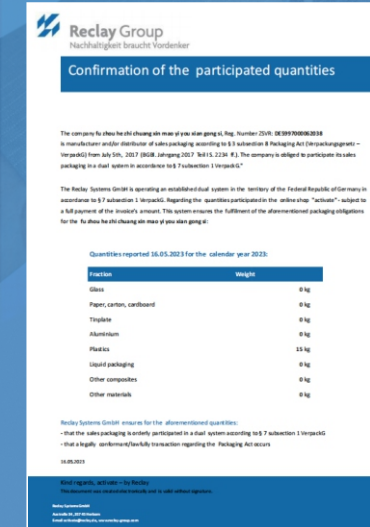 Reclay Group
Nachhaltigkeit braucht Vordenker
Confirmation of the participated quantities
The company fu zhou he chi chuang xin mao yi you xian gong si, Reg. Number ZSVR: DE5997000062038
is manufacturer and/or distributor of sales packaging according to § 3 subsection 8 Packaging Act (Verpackungsgesetz –
VerpackG) from July 5th, 2017 (BGBl. Jahrgang 2017 Teil I S. 2234 ff.). The company is obliged to participate its sales
packaging in a dual system in accordance to § 7 subsection 1 VerpackG."
The Reclay Systems GmbH is operating an established dual system in the territory of the Federal Republic of Germany in
accordance to § 7 subsection 1 VerpackG. Regarding the quantities participated in the online shop "activate" - subject to
a full payment of the invoice's amount. This system ensures the fulfillment of the aforementioned packaging obligations
for the fu zhou he chi chuang xin mao yi you xian gong si:
Quantities reported 16.05.2023 for the calendar year 2023:
Fraction Weight
Glass 0 kg
Paper, carton, cardboard 0 kg
Tinplate 0 kg
Aluminium 0 kg
Plastics 15 kg
Liquid packaging 0 kg
Other composites 0 kg
Other materials 0 kg
Reclay Systems GmbH ensures for the aforementioned quantities:
- that the sales packaging is orderly participated in a dual system according to § 7 subsection 1 VerpackG
- that a legally conformant/lawfully transaction regarding the Packaging Act occurs
16.05.2023
Kind regards, activate – by Reclay
This document was created electronically and is valid without signature.
Reclay Systems GmbH